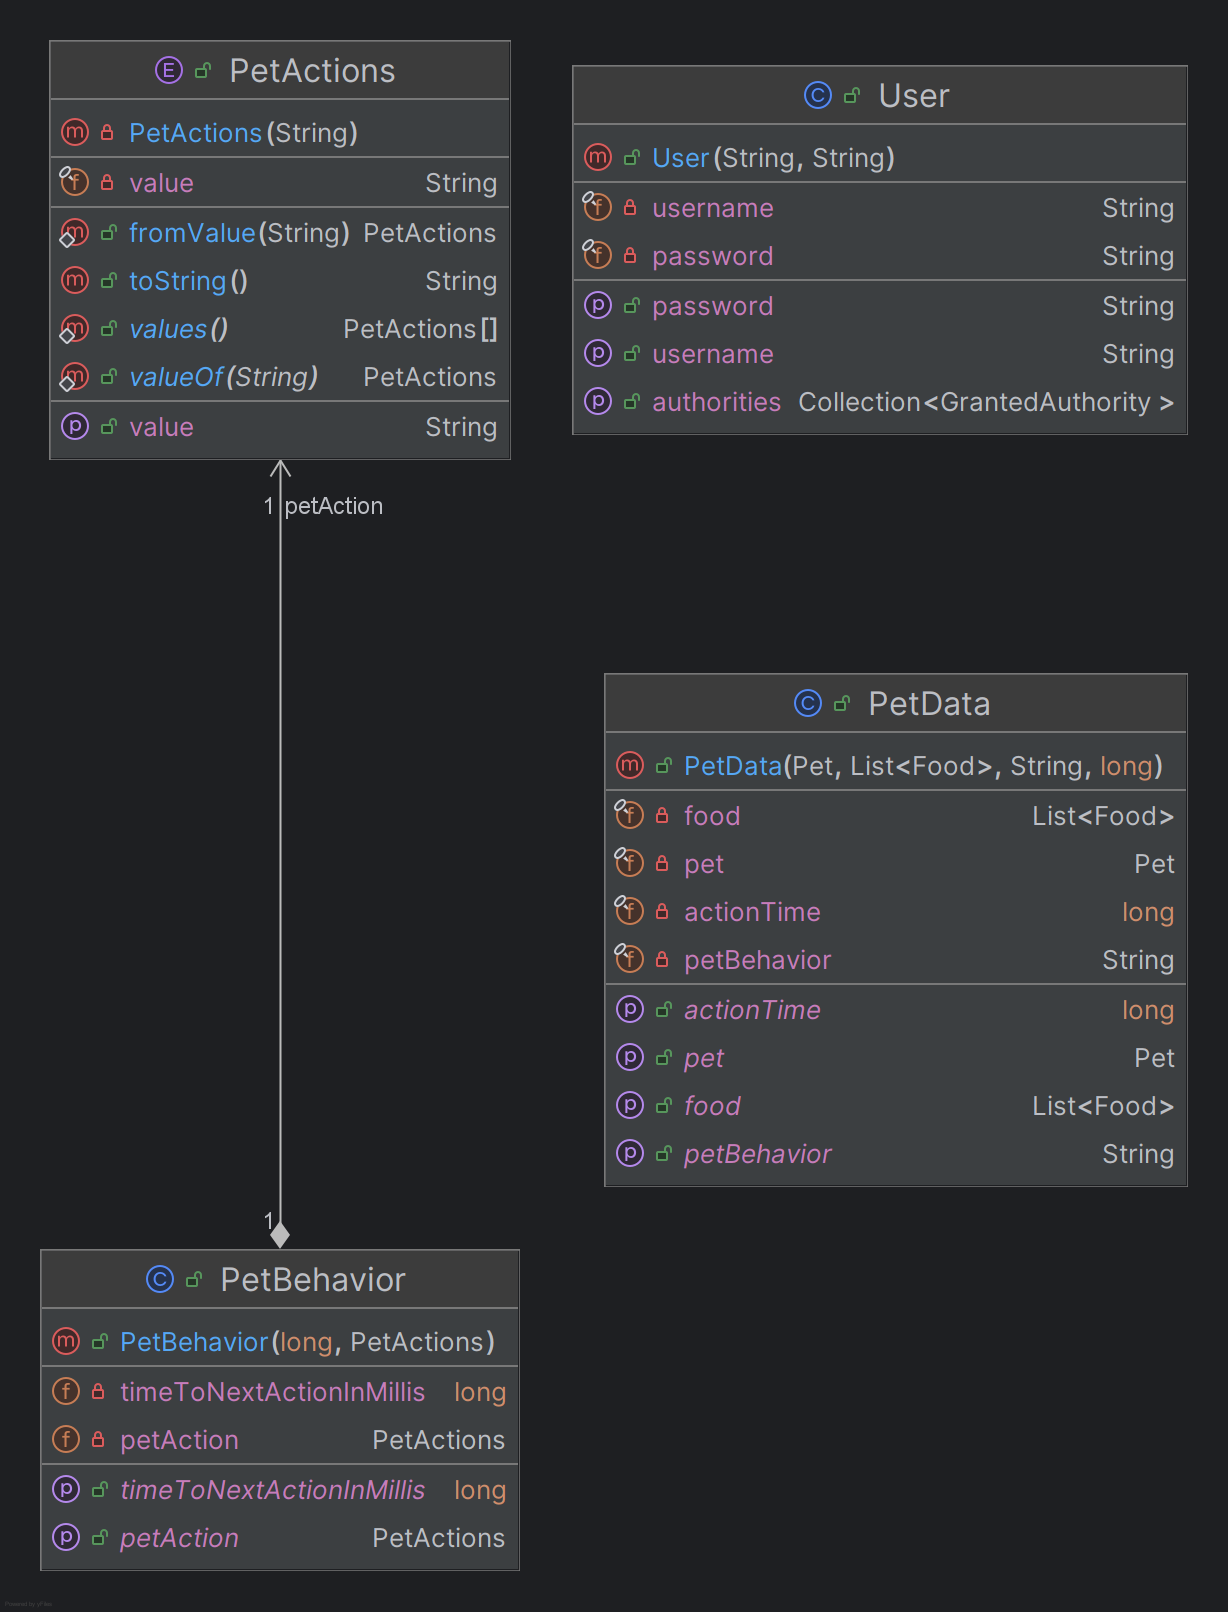 PetActions
PetActions(String)
value String
fromValue(String) PetActions
toString() String
values() PetActions[]
valueOf(String) PetActions
value String
User
User(String, String)
username String
password String
password String
username String
authorities Collection<GrantedAuthority >
1 petAction
PetData
PetData(Pet, List<Food>, String, long)
food List<Food>
pet Pet
actionTime long
petBehavior String
actionTime long
pet Pet
food List<Food>
petBehavior String
1
PetBehavior
PetBehavior(long, PetActions)
timeToNextActionInMillis long
petAction PetActions
timeToNextActionInMillis long
petAction PetActions
Powered by yFiles